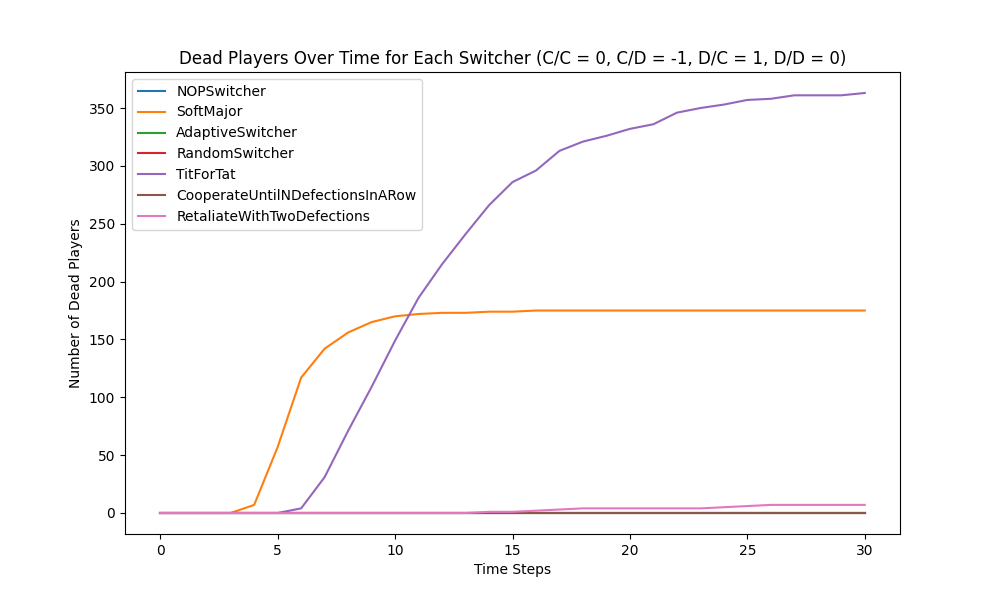 Dead Players Over Time for Each Switcher (C/C = 0, C/D = -1, D/C = 1, D/D = 0)
NOPSwitcher
SoftMajor
AdaptiveSwitcher
RandomSwitcher
TitForTat
CooperateUntilNDefectionsInARow
RetaliateWithTwoDefections
Number of Dead Players
350
300
250
200
150
100
50
0
0 5 10 15 20 25 30
Time Steps